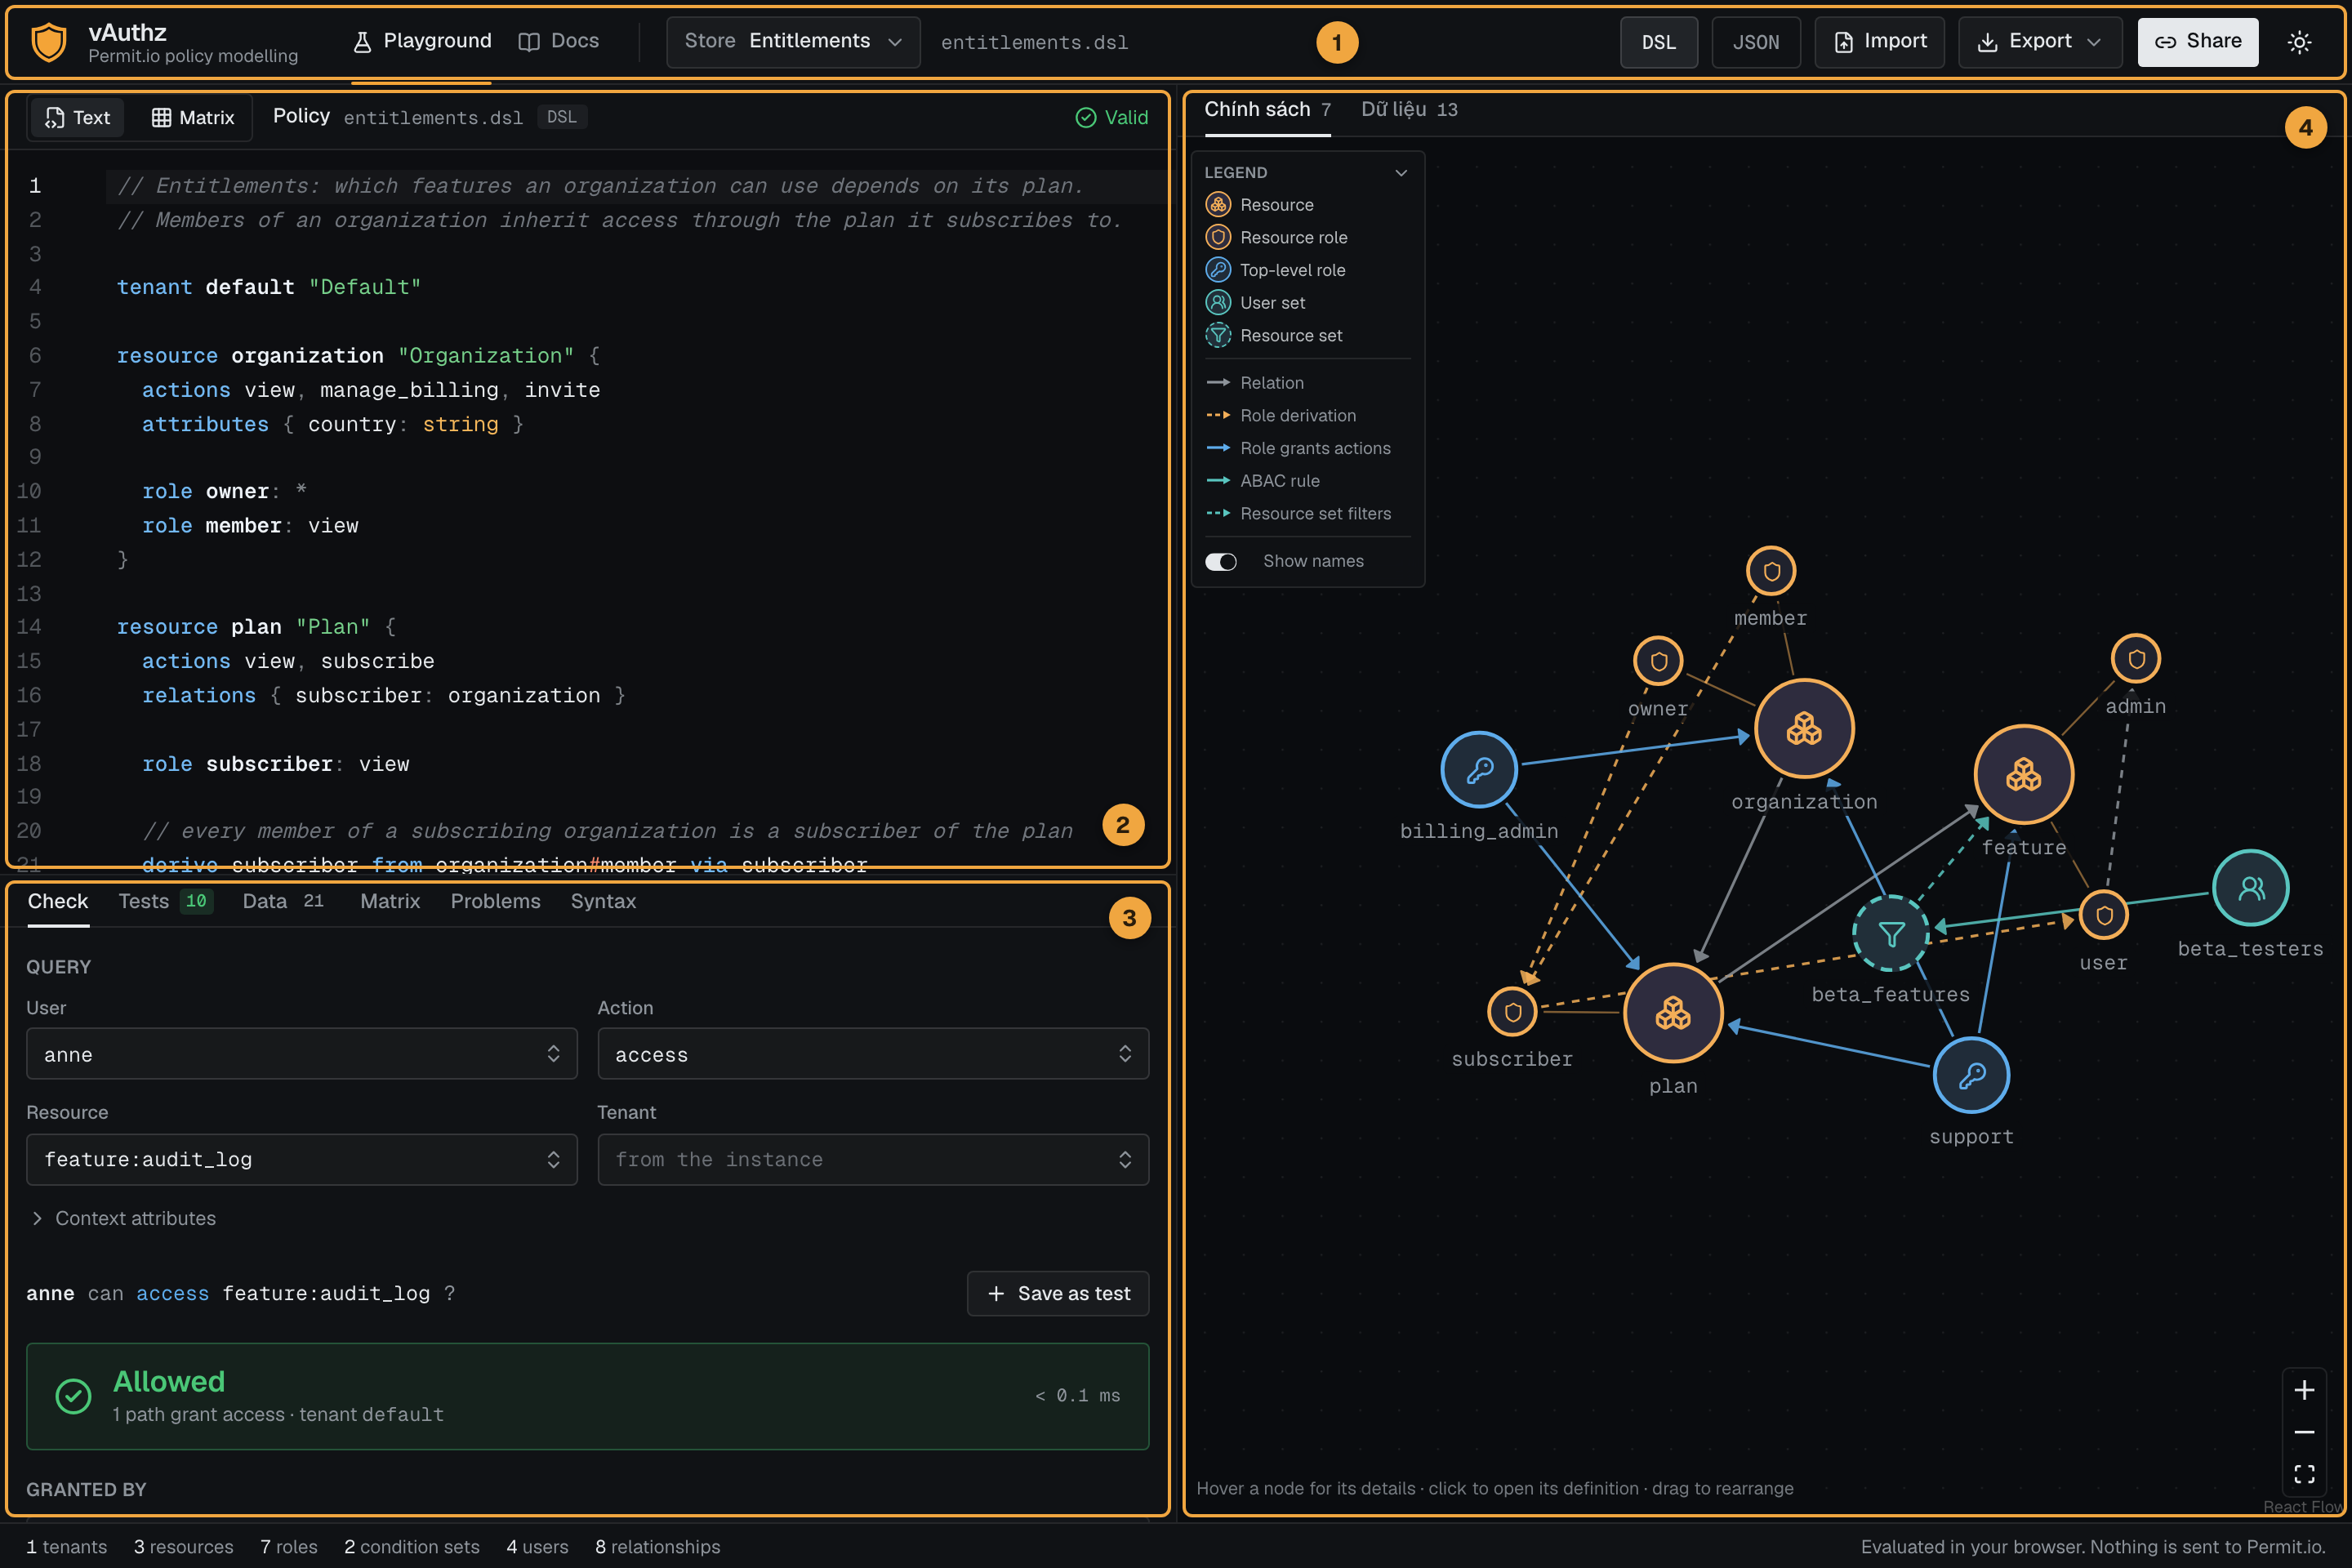 vAuthz
Permit.io policy modelling
Playground
Docs
Store Entitlements
entitlements.dsl
1
DSL
JSON
Import
Export
Share
Text
Matrix
Policy entitlements.dsl DSL
Valid
1 // Entitlements: which features an organization can use depends on its plan.
2 // Members of an organization inherit access through the plan it subscribes to.
3
4 tenant default "Default"
5
6 resource organization "Organization" {
7 actions view, manage_billing, invite
8 attributes { country: string }
9
10 role owner: *
11 role member: view
12 }
13
14 resource plan "Plan" {
15 actions view, subscribe
16 relations { subscriber: organization }
17
18 role subscriber: view
19
20 // every member of a subscribing organization is a subscriber of the plan
21 derive subscriber from organization#member via subscriber
2
Check
Tests 10
Data 21
Matrix
Problems
Syntax
3
QUERY
User
Action
anne
access
Resource
Tenant
feature:audit_log
from the instance
Context attributes
anne can access feature:audit_log ?
Save as test
Allowed
1 path grant access · tenant default
< 0.1 ms
GRANTED BY
Chính sách 7
Dữ liệu 13
4
LEGEND
Resource
Resource role
Top-level role
User set
Resource set
Relation
Role derivation
Role grants actions
ABAC rule
Resource set filters
Show names
member
owner
admin
organization
billing_admin
feature
beta_testers
user
beta_features
subscriber
plan
support
Hover a node for its details · click to open its definition · drag to rearrange
React Flow
1 tenants 3 resources 7 roles 2 condition sets 4 users 8 relationships
Evaluated in your browser. Nothing is sent to Permit.io.